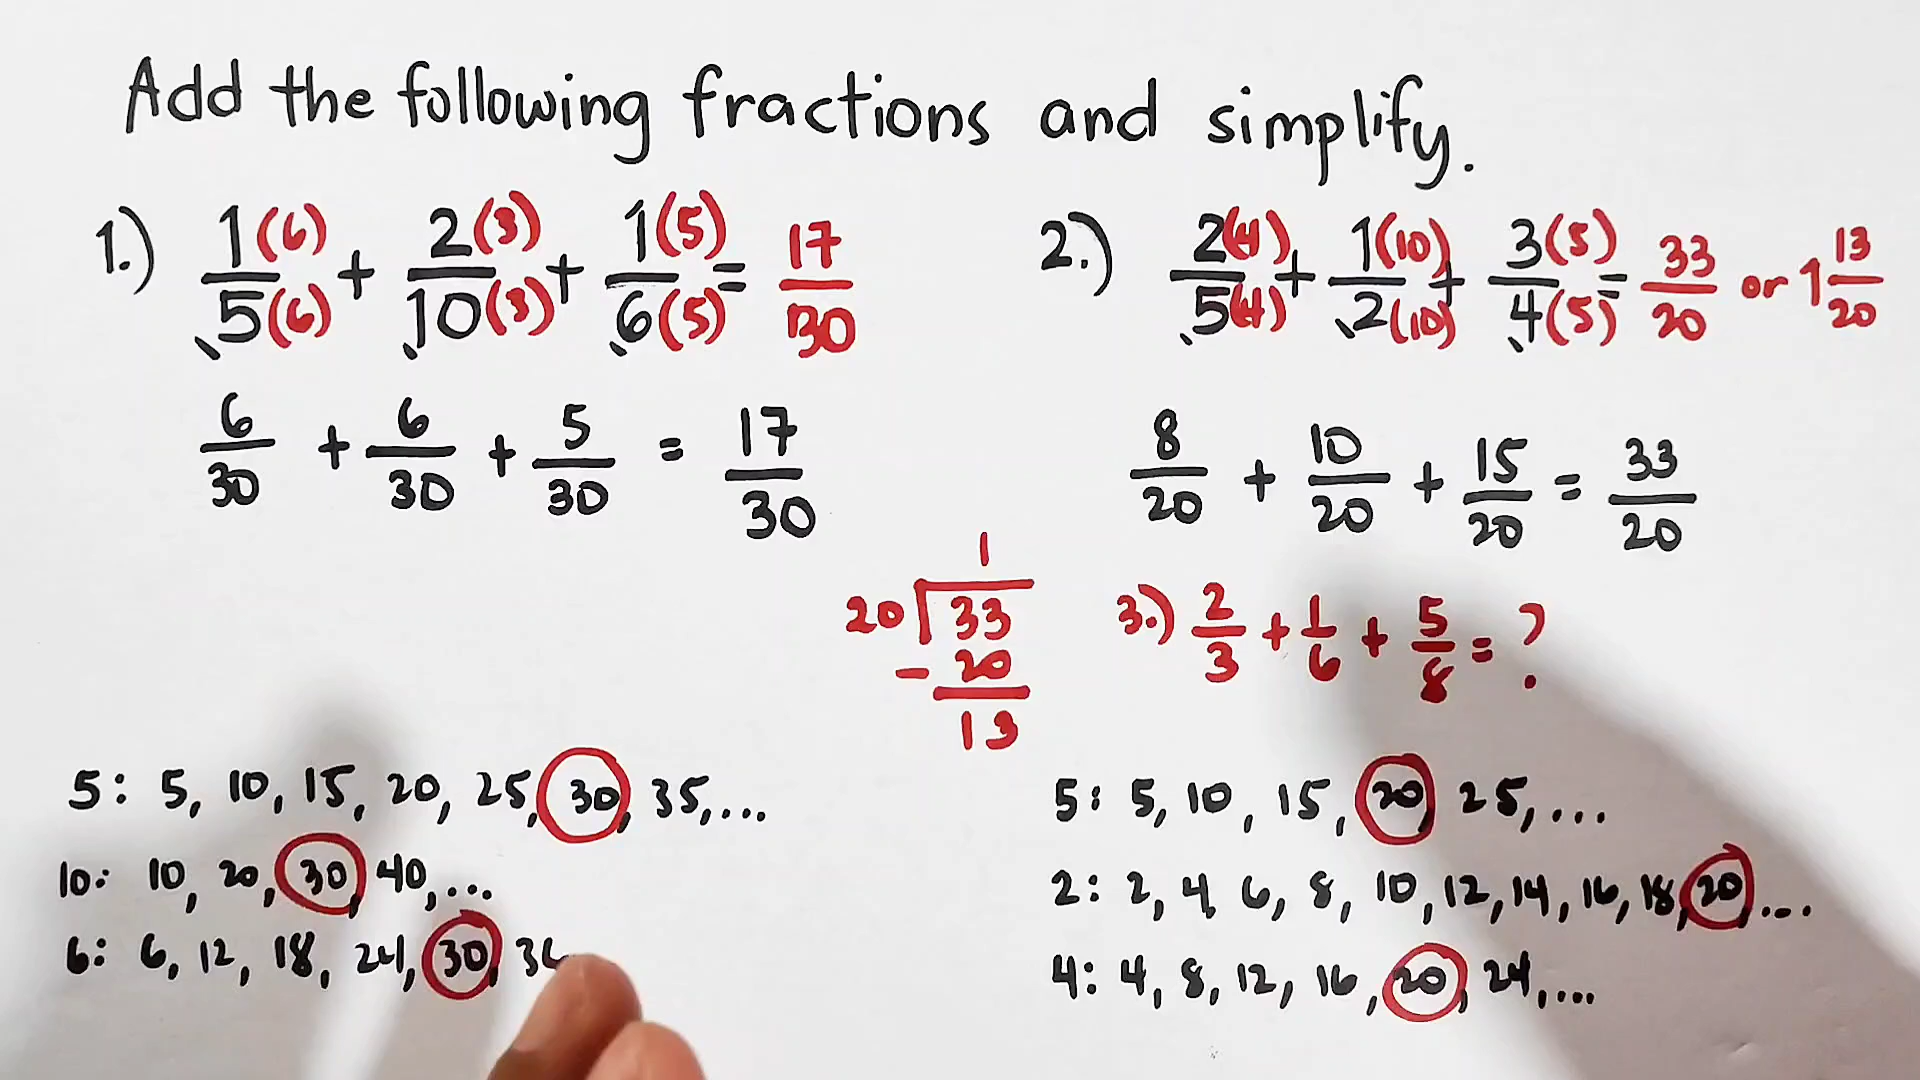 Add the following fractions and simplify.
1.) 1(6)/5(6) + 2(3)/10(3) + 1(5)/6(5) = 17/30
6/30 + 6/30 + 5/30 = 17/30
5: 5, 10, 15, 20, 25, 30, 35, ...
10: 10, 20, 30, 40, ...
6: 6, 12, 18, 24, 30, 36
2.) 2(4)/5(4) + 1(10)/2(10) + 3(5)/4(5) = 33/20 or 1 13/20
8/20 + 10/20 + 15/20 = 33/20
1
20 33
- 20
13
3.) 2/3 + 1/6 + 5/8 = ?
5: 5, 10, 15, 20, 25, ...
2: 2, 4, 6, 8, 10, 12, 14, 16, 18, 20, ...
4: 4, 8, 12, 16, 20, 24, ...